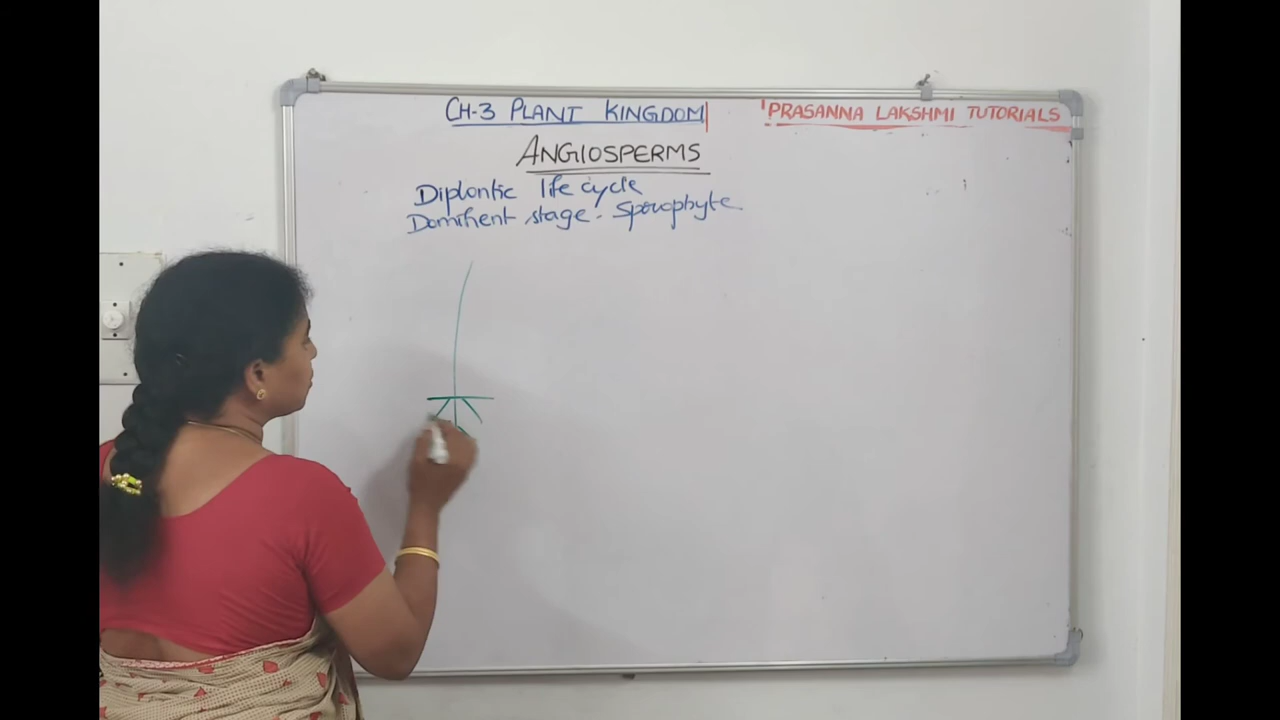 CH-3 PLANT KINGDOM
'PRASANNA LAKSHMI TUTORIALS
ANGIOSPERMS
Diplontic life cycle
Dominent stage - Sporophyte